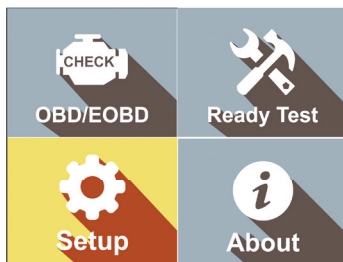 CHECK
OBD/EOBD
Ready Test
Setup
i
About